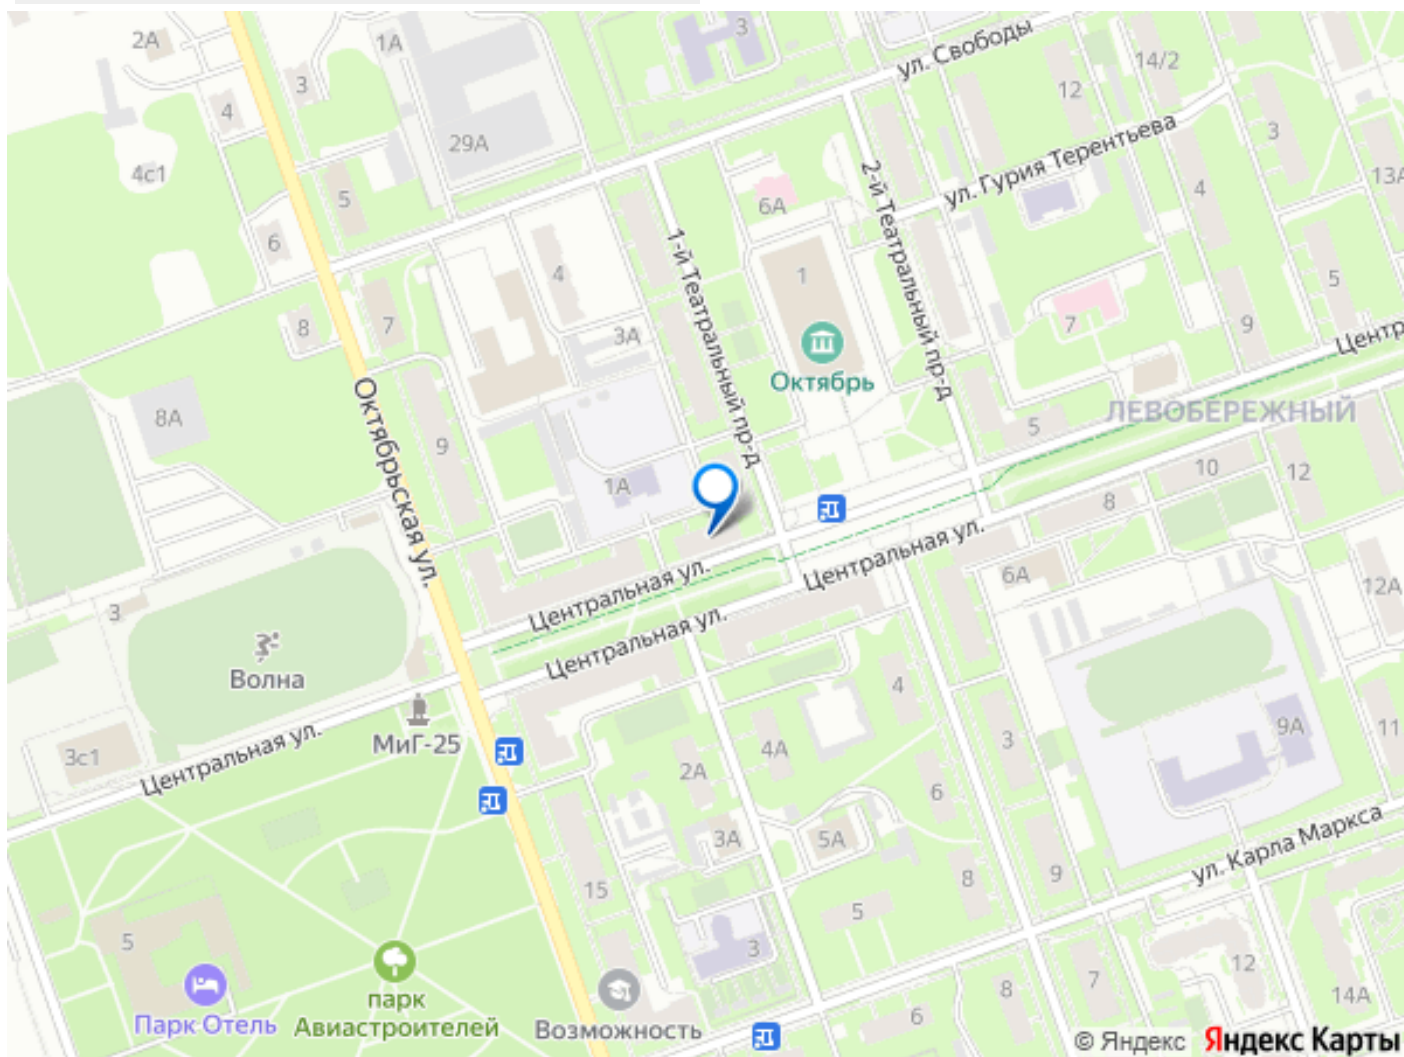 2А
1А
3
ул. Свободы
14/2
12
3
4
29А
ул. Гурия Терентьева
3
4с1
5
6А
2-й Театральный пр-д
4
13А
6
1-й Театральный пр-д
4
1
5
8
7
3А
7
9
Центр
Октябрь
Октябрьская ул.
8А
9
5
ЛЕВОБЕРЕЖНЫЙ
1А
10
12
8
Центральная ул.
Центральная ул.
6А
12А
3
Волна
Центральная ул.
4
МиГ-25
3с1
Центральная ул.
4А
2А
3
9А
11
6
3А
5А
ул. Карла Маркса
15
8
9
5
5
3
12
7
8
14А
Парк Отель
парк
Авиастроителей
Возможность
6
© Яндекс Яндекс Карты